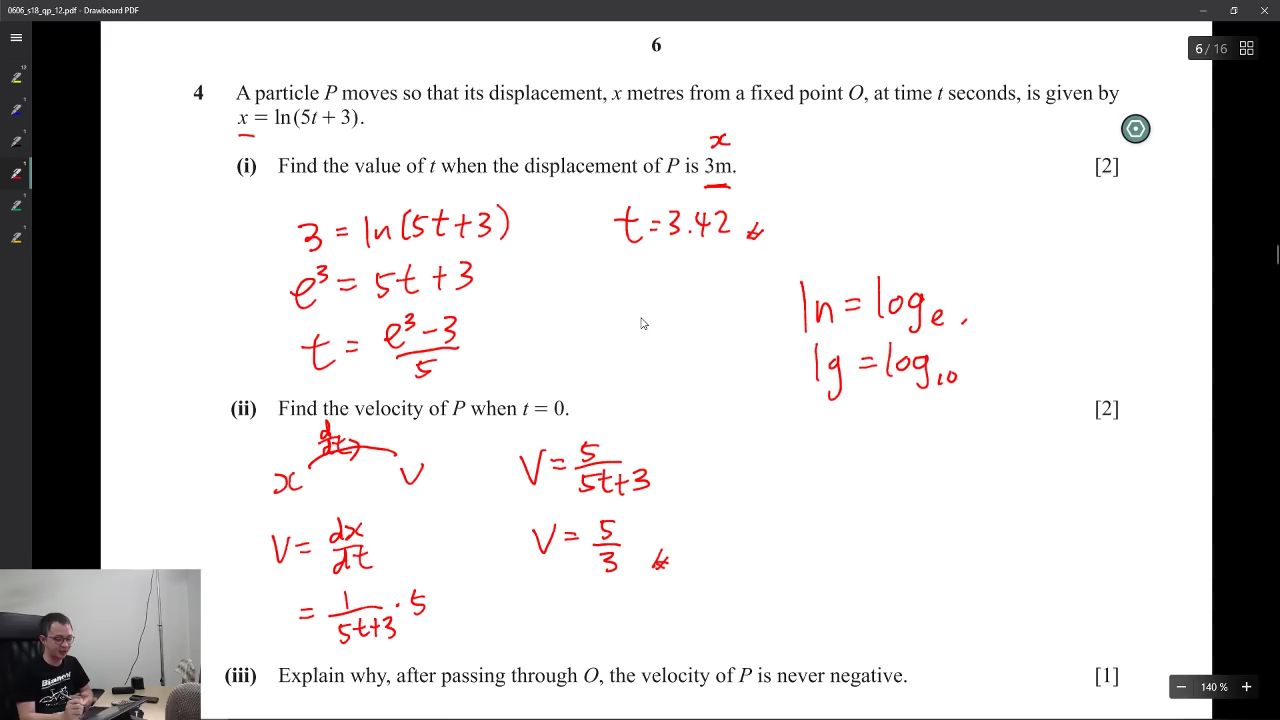 0606_s18_qp_12.pdf - Drawboard PDF
6
6 / 16
4 A particle P moves so that its displacement, x metres from a fixed point O, at time t seconds, is given by
x = ln(5t + 3).
x
(i) Find the value of t when the displacement of P is 3m. [2]
3 = ln(5t+3)
t = 3.42
e³ = 5t + 3
t = (e³ - 3)/5
ln = log_e .
lg = log_10
(ii) Find the velocity of P when t = 0. [2]
d/dt
x v
V = 5/(5t+3)
V = dx/dt
V = 5/3
= 1/(5t+3) · 5
(iii) Explain why, after passing through O, the velocity of P is never negative. [1]
140 %